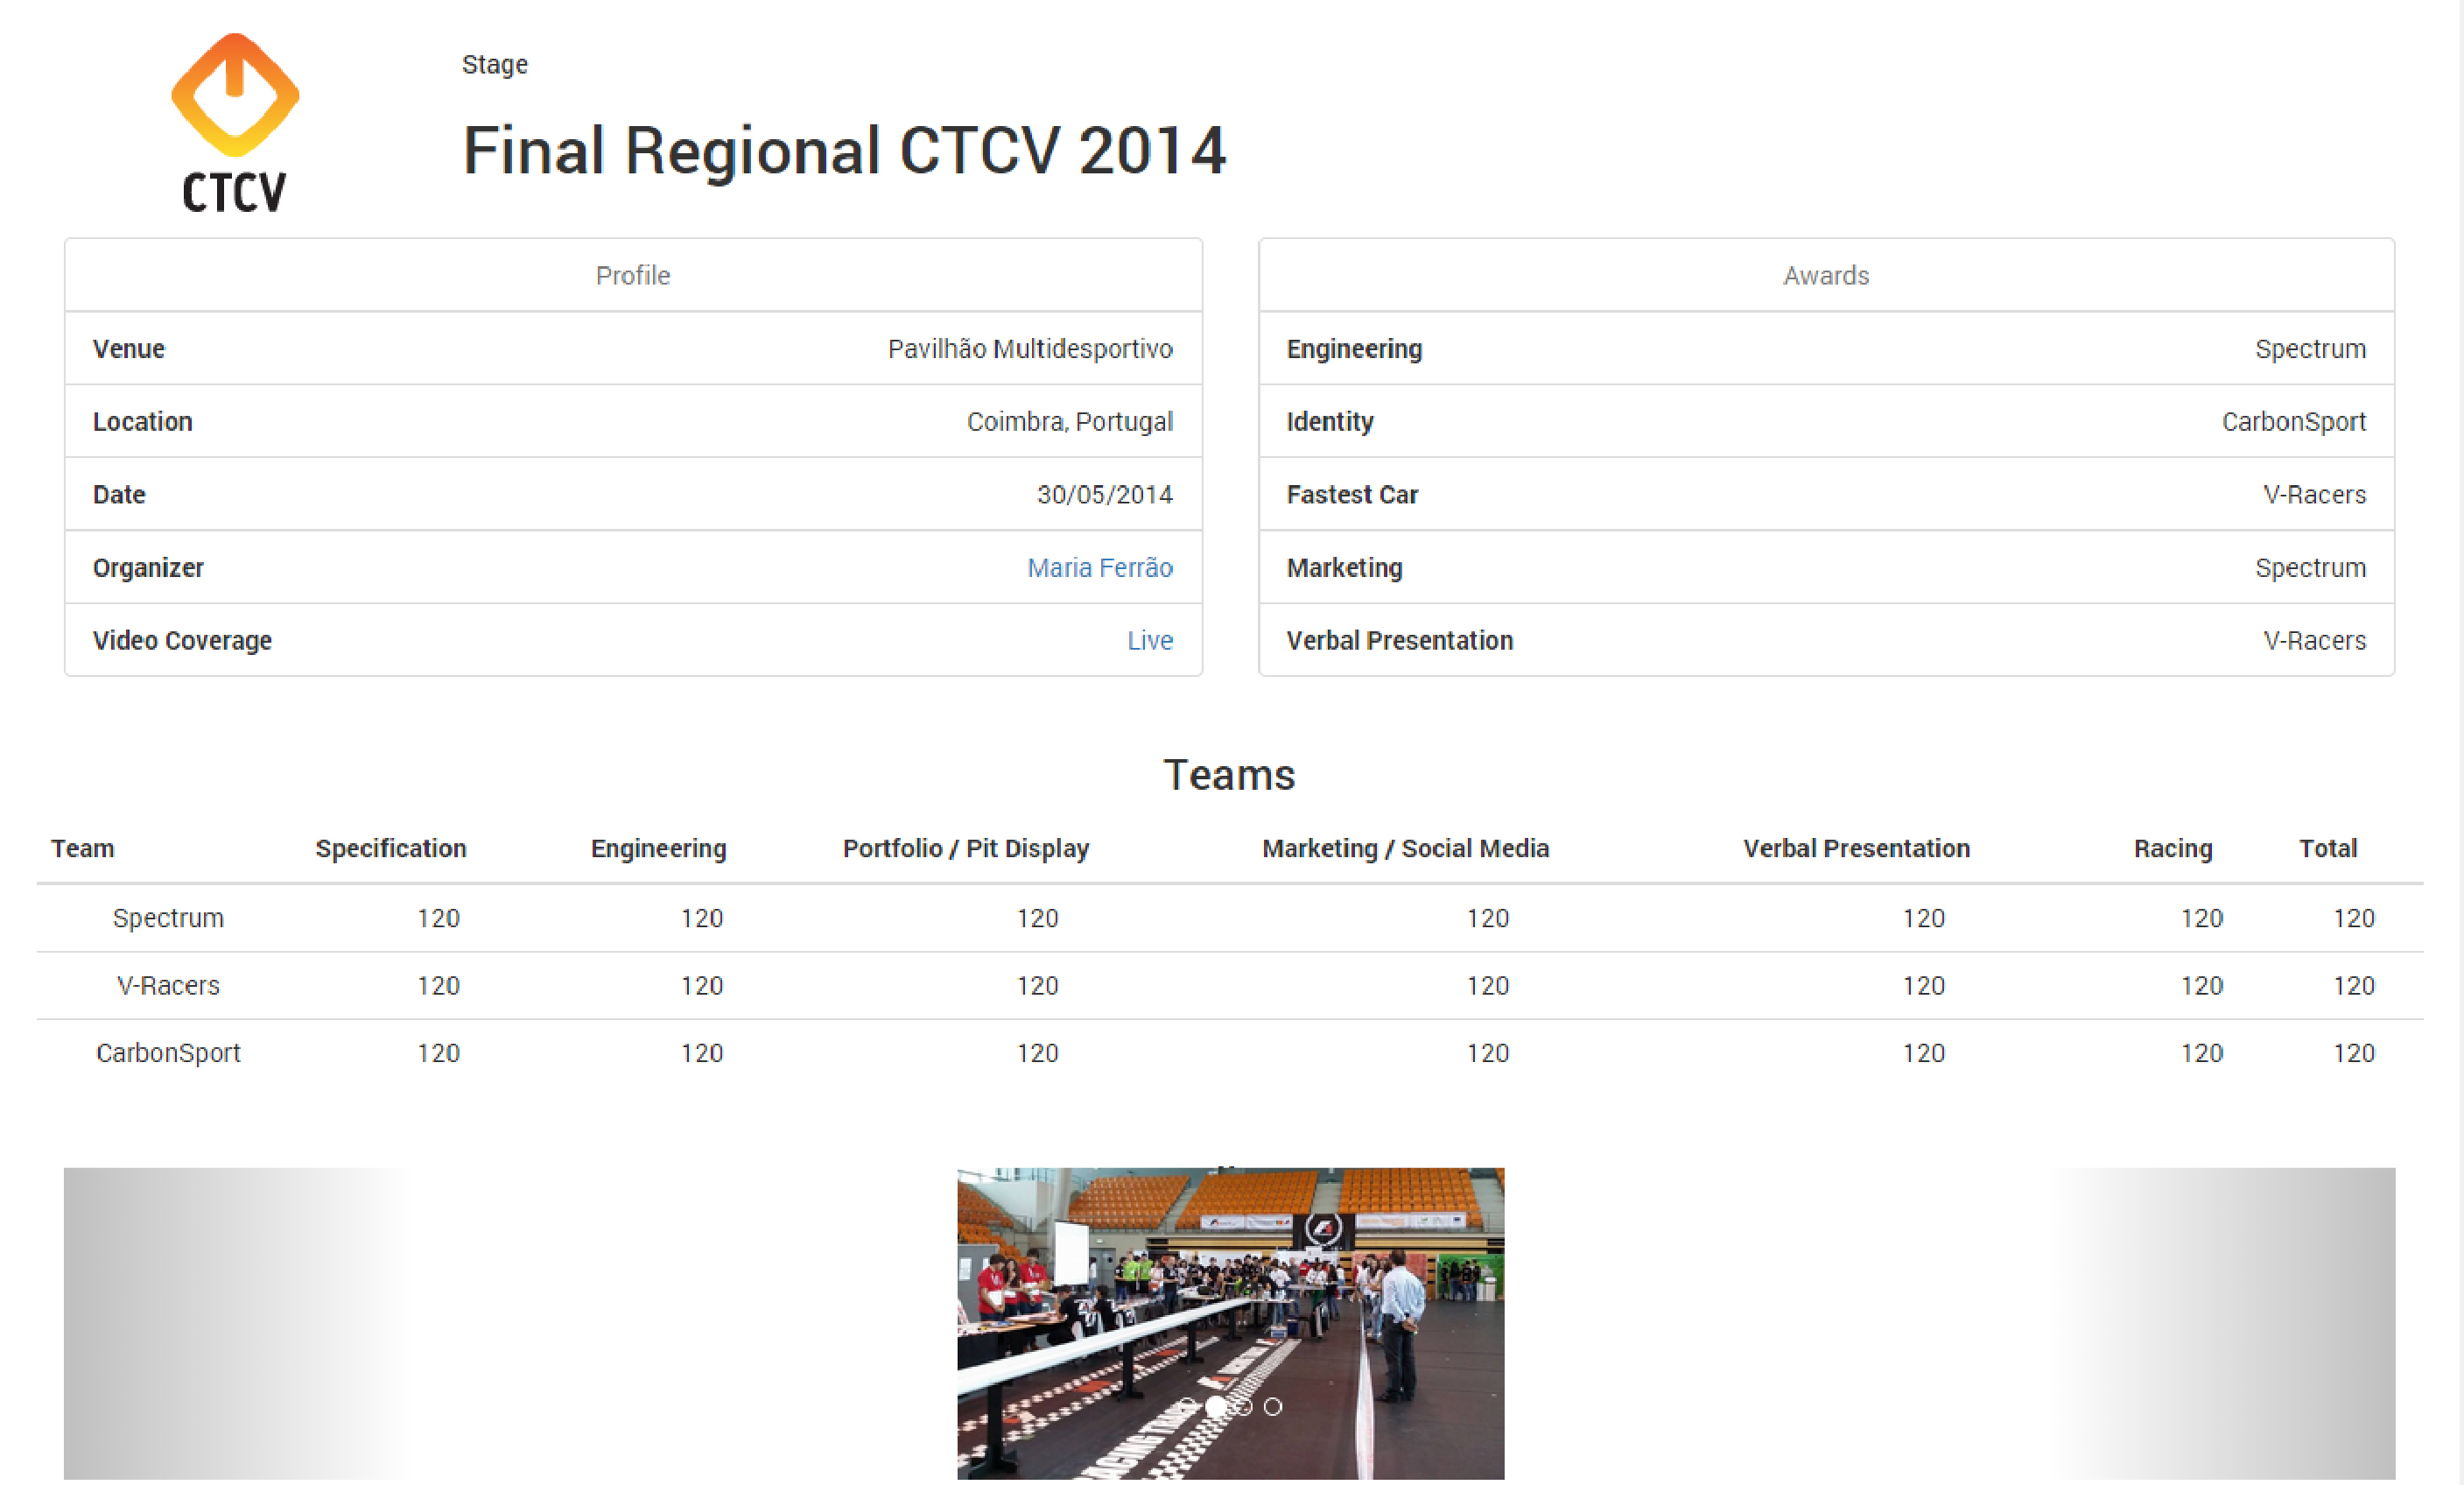 CTCV
Stage
Final Regional CTCV 2014
Profile
Venue Pavilhão Multidesportivo
Location Coimbra, Portugal
Date 30/05/2014
Organizer Maria Ferrão
Video Coverage Live
Awards
Engineering Spectrum
Identity CarbonSport
Fastest Car V-Racers
Marketing Spectrum
Verbal Presentation V-Racers
Teams
Team Specification Engineering Portfolio / Pit Display Marketing / Social Media Verbal Presentation Racing Total
Spectrum 120 120 120 120 120 120 120
V-Racers 120 120 120 120 120 120 120
CarbonSport 120 120 120 120 120 120 120